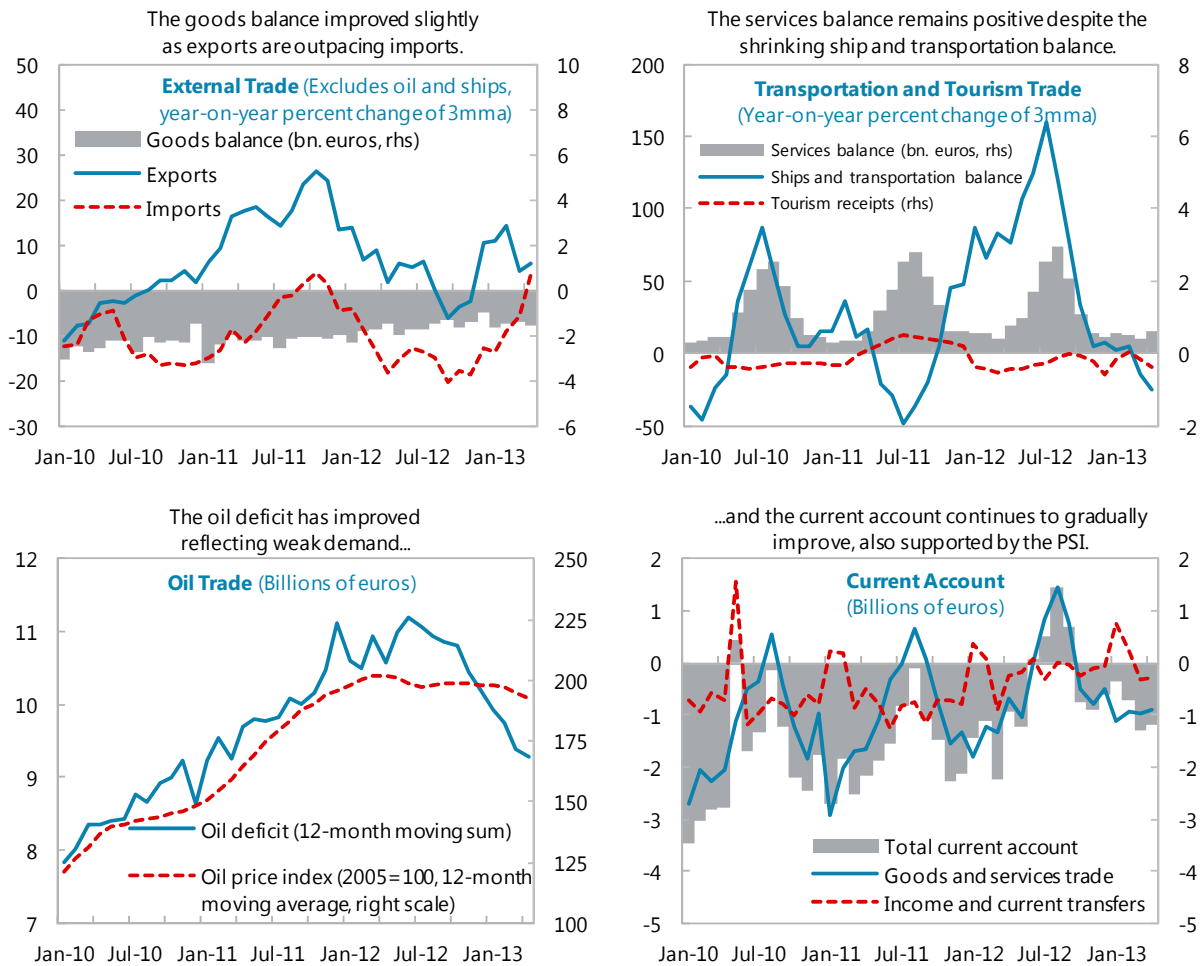 The goods balance improved slightly
as exports are outpacing imports.
50
40
30
20
10
0
-10
-20
-30
10
8
6
4
2
0
-2
-4
-6
External Trade (Excludes oil and ships,
year-on-year percent change of 3mma)
Goods balance (bn. euros, rhs)
Exports
Imports
Jan-10 Jul-10 Jan-11 Jul-11 Jan-12 Jul-12 Jan-13
The services balance remains positive despite the
shrinking ship and transportation balance.
200
150
100
50
0
-50
8
6
4
2
0
-2
Transportation and Tourism Trade
(Year-on-year percent change of 3mma)
Services balance (bn. euros, rhs)
Ships and transportation balance
Tourism receipts (rhs)
Jan-10 Jul-10 Jan-11 Jul-11 Jan-12 Jul-12 Jan-13
The oil deficit has improved
reflecting weak demand...
12
11
10
9
8
7
250
225
200
175
150
125
100
Oil Trade (Billions of euros)
Oil deficit (12-month moving sum)
Oil price index (2005=100, 12-month
moving average, right scale)
Jan-10 Jul-10 Jan-11 Jul-11 Jan-12 Jul-12 Jan-13
...and the current account continues to gradually
improve, also supported by the PSI.
2
1
0
-1
-2
-3
-4
-5
2
1
0
-1
-2
-3
-4
-5
Current Account
(Billions of euros)
Total current account
Goods and services trade
Income and current transfers
Jan-10 Jul-10 Jan-11 Jul-11 Jan-12 Jul-12 Jan-13